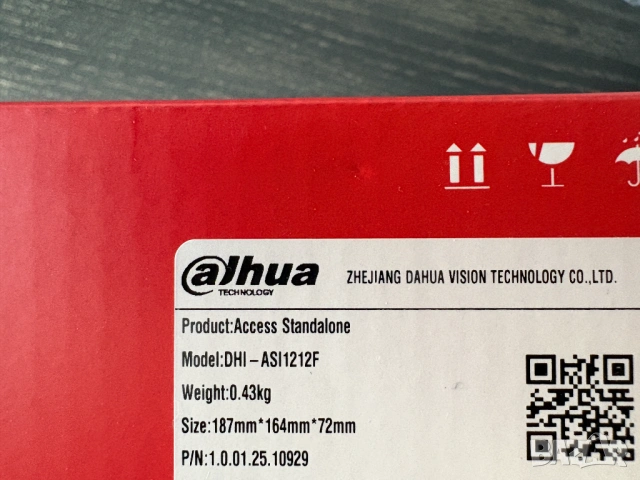 alhua
TECHNOLOGY
ZHEJIANG DAHUA VISION TECHNOLOGY CO.,LTD.
Product:Access Standalone
Model:DHI-ASI1212F
Weight:0.43kg
Size:187mm*164mm*72mm
P/N:1.0.01.25.10929